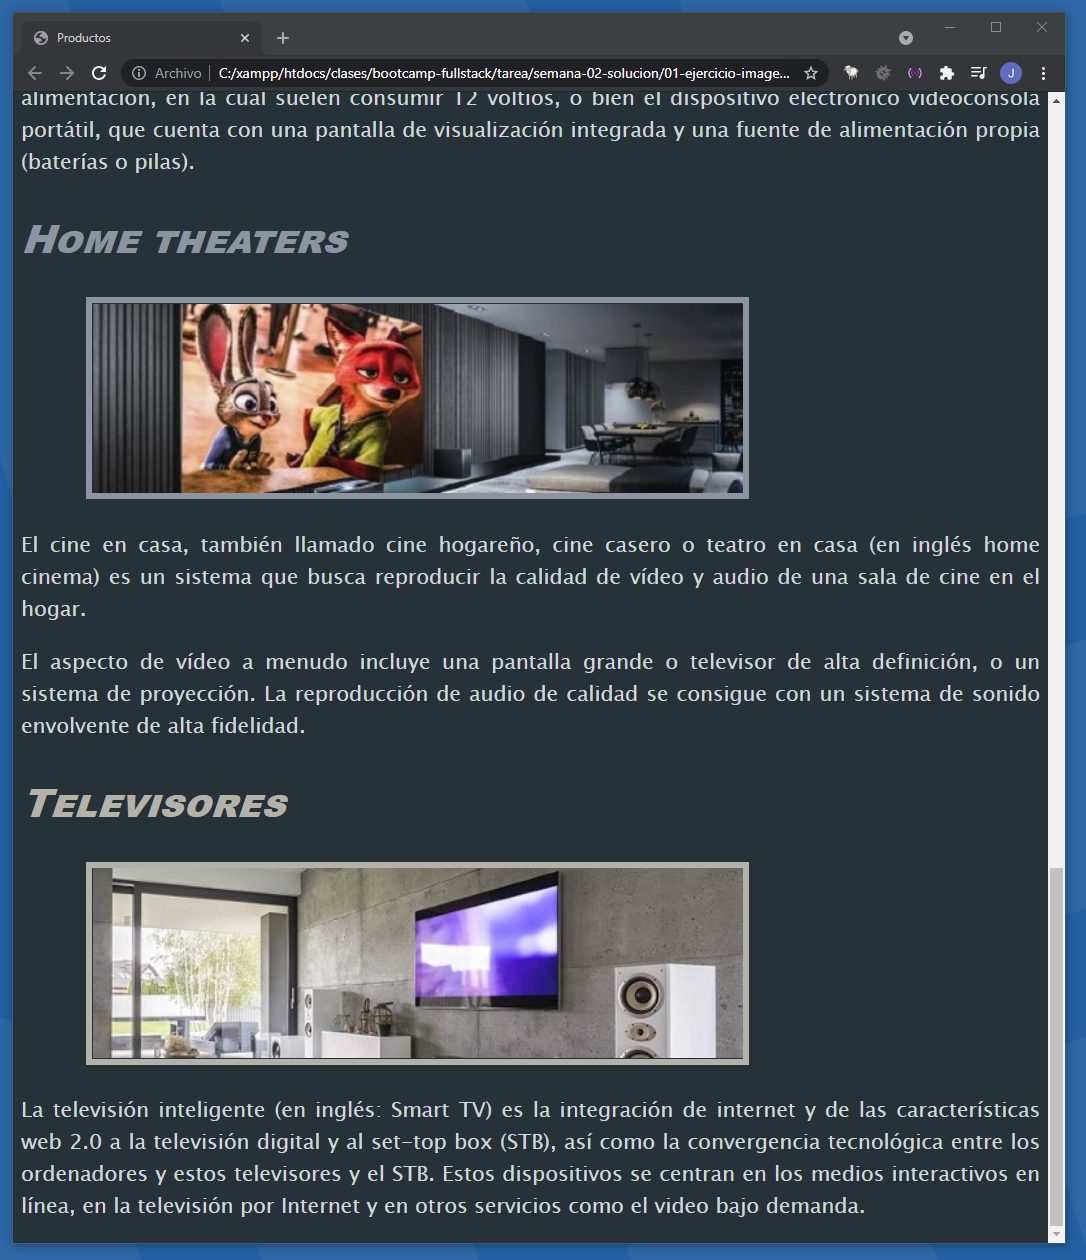 Productos
Archivo
C:/xampp/htdocs/clases/bootcamp-fullstack/tarea/semana-02-solucion/01-ejercicio-image...
J
alimentación, en la cual suelen consumir 12 voltios, o bien el dispositivo electrónico videoconsola
portátil, que cuenta con una pantalla de visualización integrada y una fuente de alimentación propia
(baterías o pilas).
Home theaters
El cine en casa, también llamado cine hogareño, cine casero o teatro en casa (en inglés home
cinema) es un sistema que busca reproducir la calidad de vídeo y audio de una sala de cine en el
hogar.
El aspecto de vídeo a menudo incluye una pantalla grande o televisor de alta definición, o un
sistema de proyección. La reproducción de audio de calidad se consigue con un sistema de sonido
envolvente de alta fidelidad.
Televisores
La televisión inteligente (en inglés: Smart TV) es la integración de internet y de las características
web 2.0 a la televisión digital y al set-top box (STB), así como la convergencia tecnológica entre los
ordenadores y estos televisores y el STB. Estos dispositivos se centran en los medios interactivos en
línea, en la televisión por Internet y en otros servicios como el video bajo demanda.